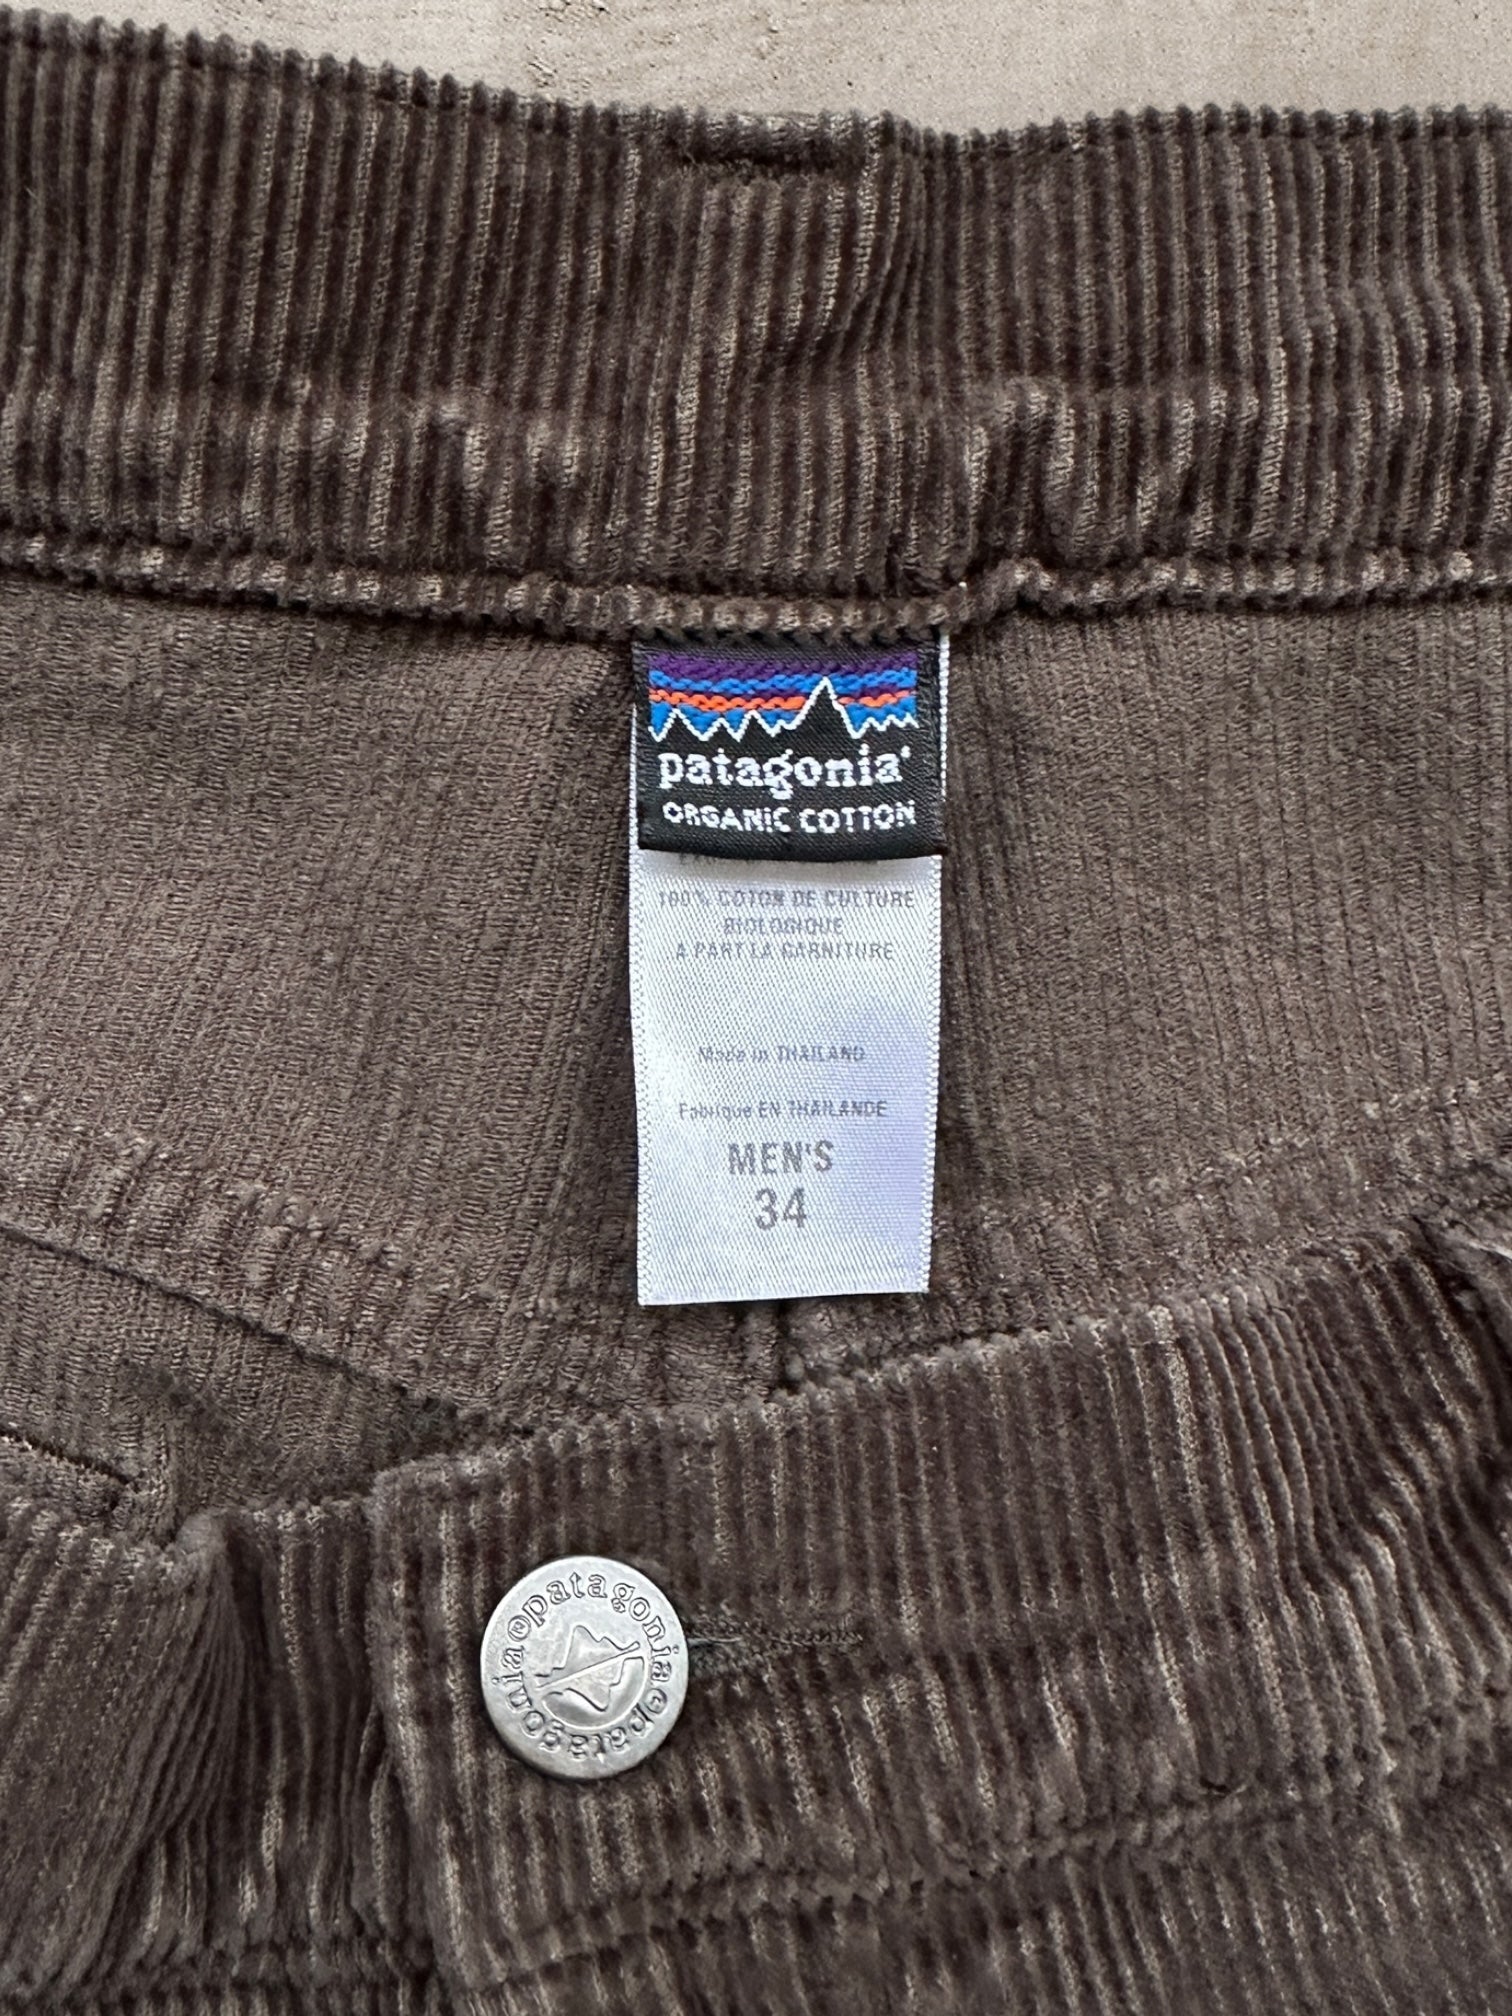 patagonia®
ORGANIC COTTON
100% COTON DE CULTURE
BIOLOGIQUE
A PART LA GARNITURE
Made in THAILAND
Fabriqué EN THAILANDE
MEN'S
34
patagonia patagonia